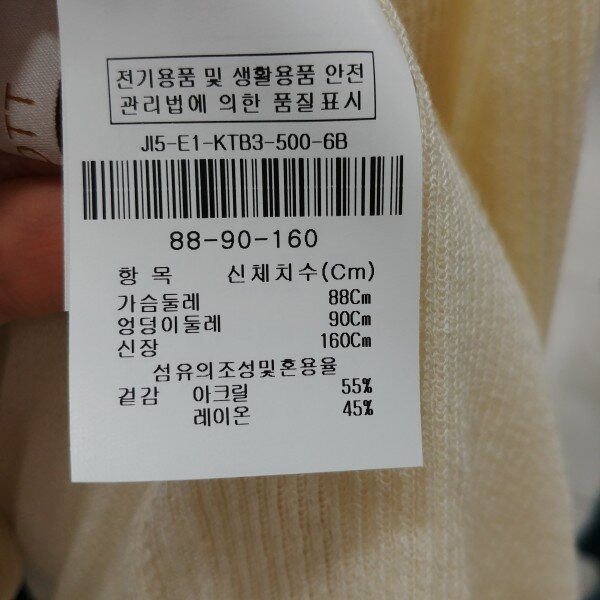 전기용품 및 생활용품 안전
관리법에 의한 품질표시
JI5-E1-KTB3-500-6B
88-90-160
항 목 신체치수(Cm)
가슴둘레 88Cm
엉덩이둘레 90Cm
신장 160Cm
섬유의조성및혼용율
겉감 아크릴 55%
레이온 45%